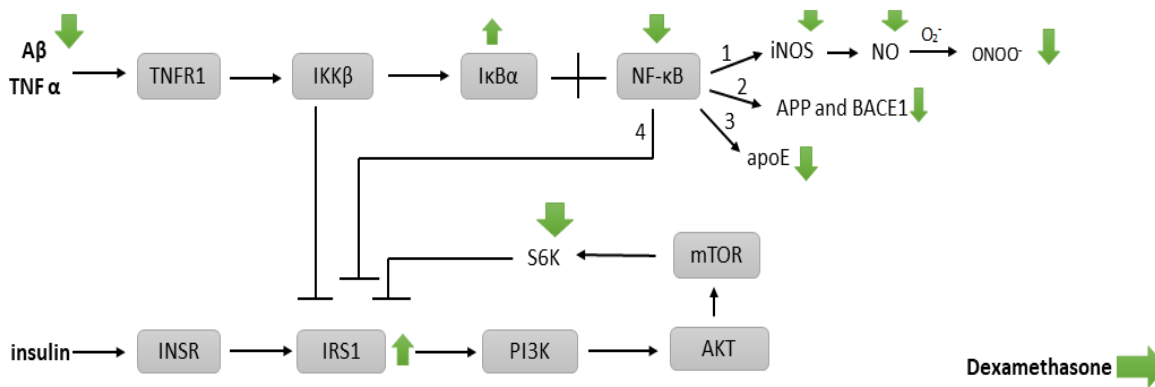 Aβ
TNF α
TNFR1
IKKβ
IκBα
NF-κB
1
iNOS
NO
O₂⁻
ONOO⁻
2
APP and BACE1
3
apoE
4
S6K
mTOR
insulin
INSR
IRS1
PI3K
AKT
Dexamethasone